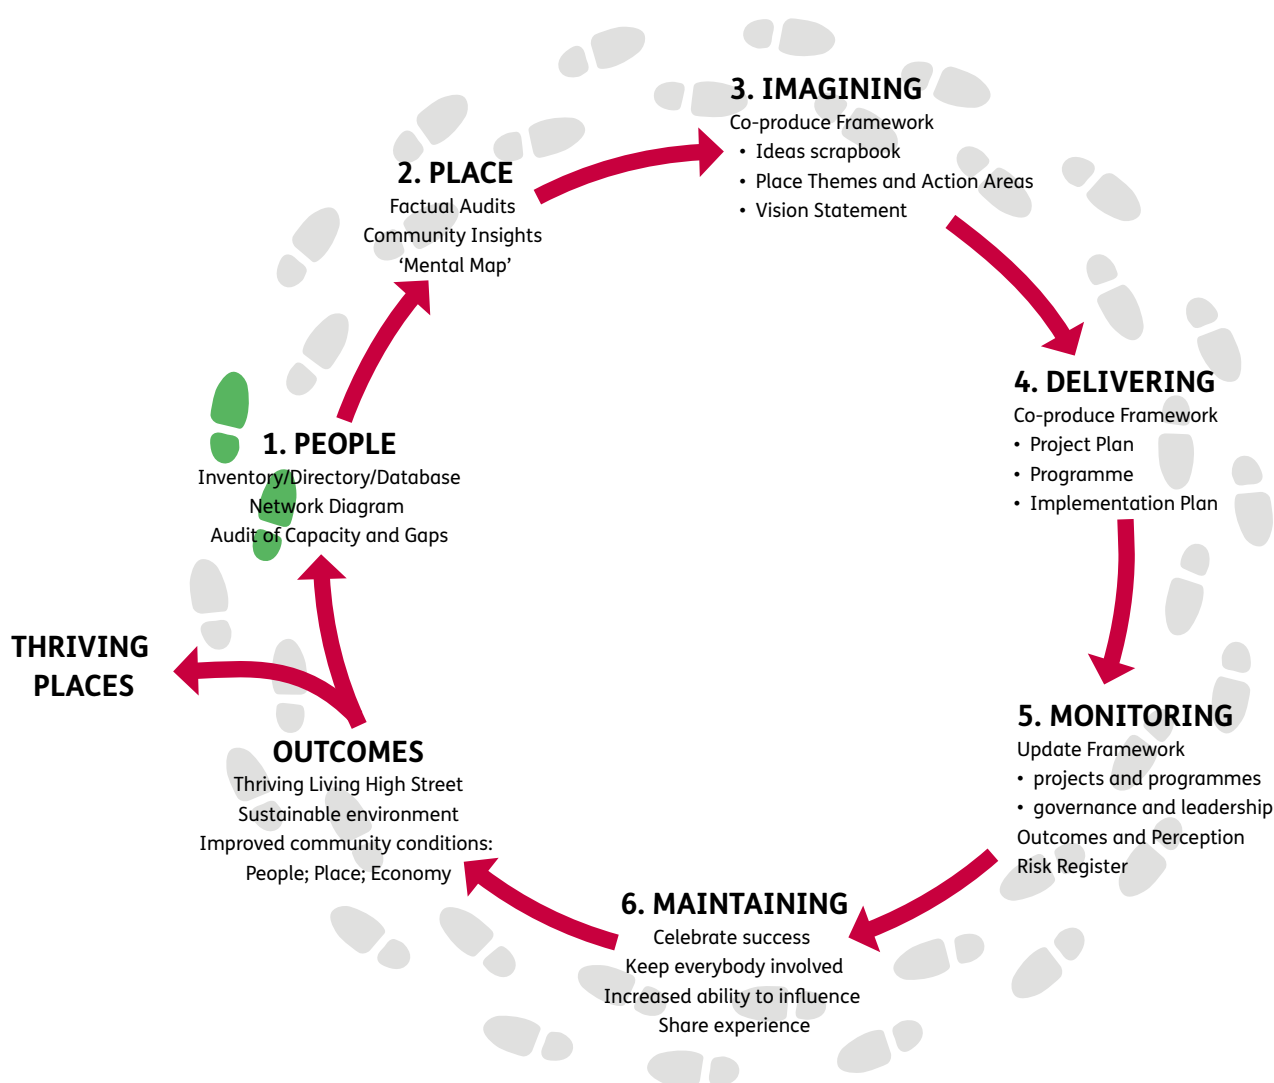 1. PEOPLE
Inventory/Directory/Database
Network Diagram
Audit of Capacity and Gaps
2. PLACE
Factual Audits
Community Insights
‘Mental Map’
3. IMAGINING
Co-produce Framework
• Ideas scrapbook
• Place Themes and Action Areas
• Vision Statement
4. DELIVERING
Co-produce Framework
• Project Plan
• Programme
• Implementation Plan
5. MONITORING
Update Framework
• projects and programmes
• governance and leadership
Outcomes and Perception
Risk Register
6. MAINTAINING
Celebrate success
Keep everybody involved
Increased ability to influence
Share experience
OUTCOMES
Thriving Living High Street
Sustainable environment
Improved community conditions:
People; Place; Economy
THRIVING
PLACES